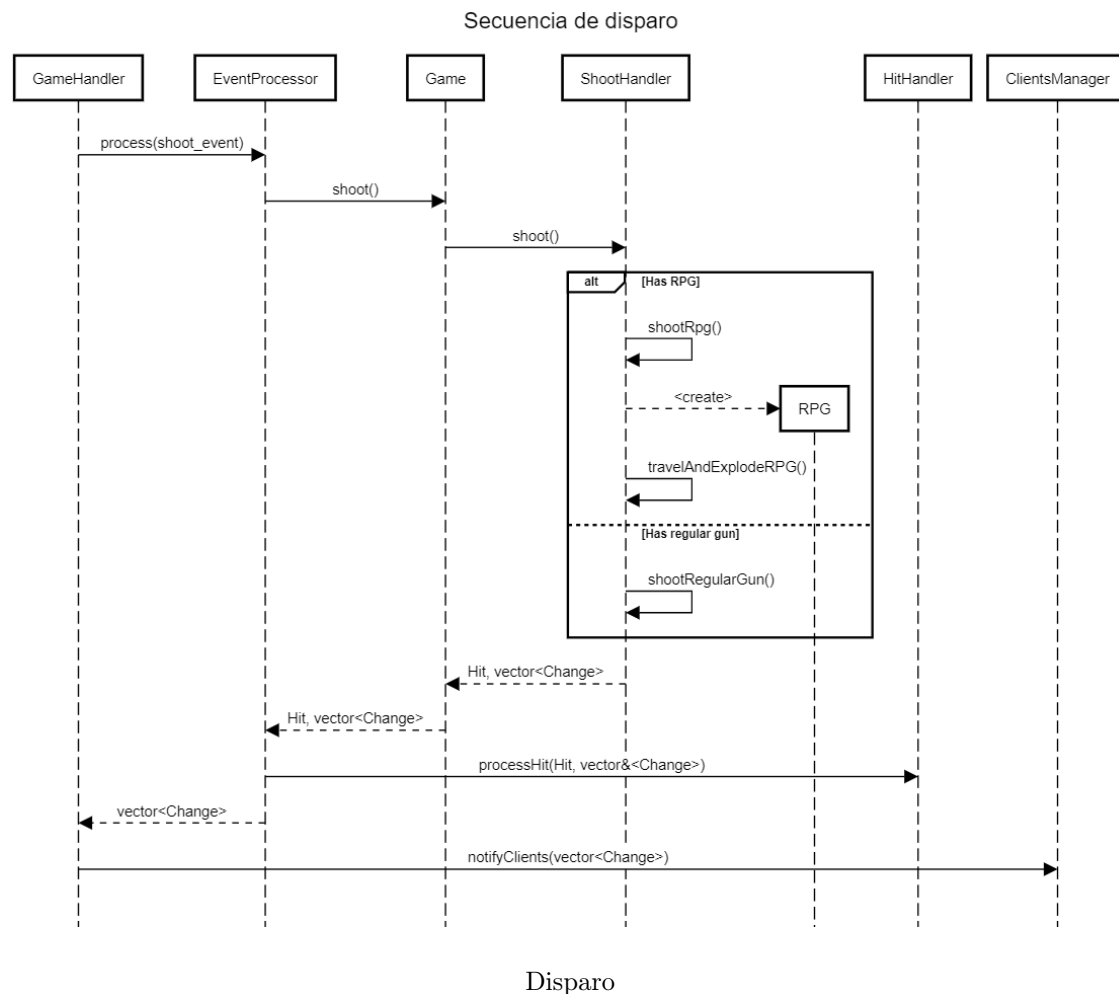 Secuencia de disparo
GameHandler
EventProcessor
Game
ShootHandler
HitHandler
ClientsManager
process(shoot_event)
shoot()
shoot()
alt
[Has RPG]
shootRpg()
<create>
RPG
travelAndExplodeRPG()
[Has regular gun]
shootRegularGun()
Hit, vector<Change>
Hit, vector<Change>
processHit(Hit, vector&<Change>)
vector<Change>
notifyClients(vector<Change>)
Disparo